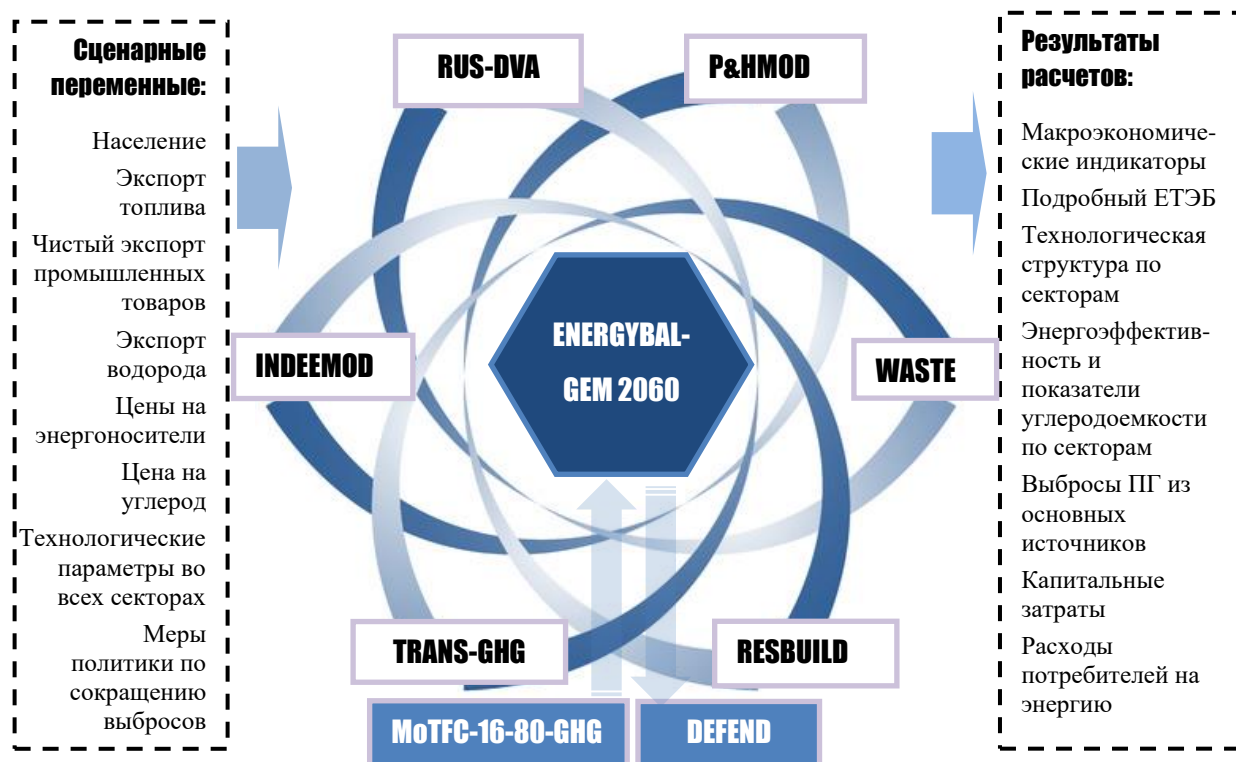 Сценарные
переменные:
Население
Экспорт
топлива
Чистый экспорт
промышленных
товаров
Экспорт
водорода
Цены на
энергоносители
Цена на
углерод
Технологические
параметры во
всех секторах
Меры
политики по
сокращению
выбросов
RUS-DVA
P&HMOD
INDEEMOD
ENERGYBAL-
GEM 2060
WASTE
TRANS-GHG
RESBUILD
MoTFC-16-80-GHG
DEFEND
Результаты
расчетов:
Макроэкономиче-
ские индикаторы
Подробный ЕТЭБ
Технологическая
структура по
секторам
Энергоэффектив-
ность и
показатели
углеродоемкости
по секторам
Выбросы ПГ из
основных
источников
Капитальные
затраты
Расходы
потребителей на
энергию